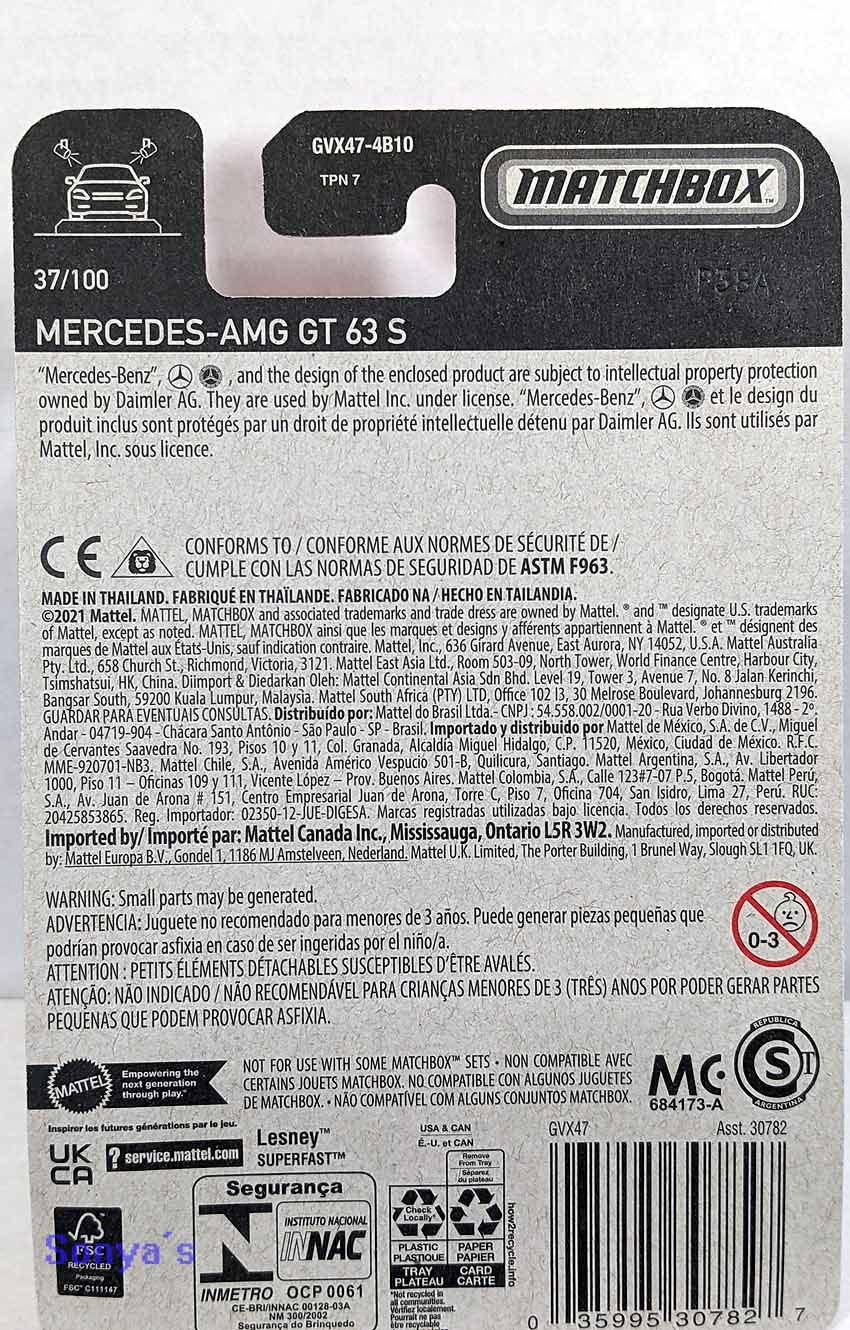 GVX47-4B10
TPN 7
MATCHBOX™
37/100
MERCEDES-AMG GT 63 S
"Mercedes-Benz", , and the design of the enclosed product are subject to intellectual property protection
owned by Daimler AG. They are used by Mattel Inc. under license. "Mercedes-Benz", et le design du
produit inclus sont protégés par un droit de propriété intellectuelle détenu par Daimler AG. Ils sont utilisés par
Mattel, Inc. sous licence.
CE
CONFORMS TO / CONFORME AUX NORMES DE SÉCURITÉ DE /
CUMPLE CON LAS NORMAS DE SEGURIDAD DE ASTM F963.
MADE IN THAILAND. FABRIQUÉ EN THAÏLANDE. FABRICADO NA / HECHO EN TAILANDIA.
©2021 Mattel. MATTEL, MATCHBOX and associated trademarks and trade dress are owned by Mattel. ® and ™ designate U.S. trademarks
of Mattel, except as noted. MATTEL, MATCHBOX ainsi que les marques et designs y afférents appartiennent à Mattel. ® et ™ désignent des
marques de Mattel aux États-Unis, sauf indication contraire. Mattel, Inc., 636 Girard Avenue, East Aurora, NY 14052, U.S.A. Mattel Australia
Pty. Ltd., 658 Church St., Richmond, Victoria, 3121. Mattel East Asia Ltd., Room 503-09, North Tower, World Finance Centre, Harbour City,
Tsimshatsui, HK, China. Diimport & Diedarkan Oleh: Mattel Continental Asia Sdn Bhd. Level 19, Tower 3, Avenue 7, No. 8 Jalan Kerinchi,
Bangsar South, 59200 Kuala Lumpur, Malaysia. Mattel South Africa (PTY) LTD, Office 102 I3, 30 Melrose Boulevard, Johannesburg 2196.
GUARDAR PARA EVENTUAIS CONSULTAS. Distribuído por: Mattel do Brasil Ltda.- CNPJ : 54.558.002/0001-20 - Rua Verbo Divino, 1488 - 2º.
Andar - 04719-904 - Chácara Santo Antônio - São Paulo - SP - Brasil. Importado y distribuido por Mattel de México, S.A. de C.V., Miguel
de Cervantes Saavedra No. 193, Pisos 10 y 11, Col. Granada, Alcaldía Miguel Hidalgo, C.P. 11520, México, Ciudad de México. R.F.C.
MME-920701-NB3. Mattel Chile, S.A., Avenida Américo Vespucio 501-B, Quilicura, Santiago. Mattel Argentina, S.A., Av. Libertador
1000, Piso 11 – Oficinas 109 y 111, Vicente López – Prov. Buenos Aires. Mattel Colombia, S.A., Calle 123#7-07 P.5, Bogotá. Mattel Perú,
S.A., Av. Juan de Arona # 151, Centro Empresarial Juan de Arona, Torre C, Piso 7, Oficina 704, San Isidro, Lima 27, Perú. RUC:
20425853865. Reg. Importador: 02350-12-JUE-DIGESA. Marcas registradas utilizadas bajo licencia. Todos los derechos reservados.
Imported by/ Importé par: Mattel Canada Inc., Mississauga, Ontario L5R 3W2. Manufactured, imported or distributed
by: Mattel Europa B.V., Gondel 1, 1186 MJ Amstelveen, Nederland. Mattel U.K. Limited, The Porter Building, 1 Brunel Way, Slough SL1 1FQ, UK.
WARNING: Small parts may be generated.
ADVERTENCIA: Juguete no recomendado para menores de 3 años. Puede generar piezas pequeñas que
podrían provocar asfixia en caso de ser ingeridas por el niño/a.
ATTENTION : PETITS ÉLÉMENTS DÉTACHABLES SUSCEPTIBLES D'ÊTRE AVALÉS.
ATENÇÃO: NÃO INDICADO / NÃO RECOMENDÁVEL PARA CRIANÇAS MENORES DE 3 (TRÊS) ANOS POR PODER GERAR PARTES
PEQUENAS QUE PODEM PROVOCAR ASFIXIA.
0-3
MATTEL
Empowering the
next generation
through play.™
Inspirer les futures générations par le jeu.
NOT FOR USE WITH SOME MATCHBOX™ SETS • NON COMPATIBLE AVEC
CERTAINS JOUETS MATCHBOX. NO COMPATIBLE CON ALGUNOS JUGUETES
DE MATCHBOX. • NÃO COMPATÍVEL COM ALGUNS CONJUNTOS MATCHBOX.
MC
684173-A
REPUBLICA
S
ARGENTINA
UK
CA
? service.mattel.com
Lesney™
SUPERFAST™
USA & CAN
É.-U. et CAN
GVX47 Asst. 30782
Segurança
INSTITUTO NACIONAL
INNAC
INMETRO OCP 0061
CE-BRI/INNAC 00128-03A
NM 300/2002
Segurança do Brinquedo
Remove
From Tray
Séparez
du plateau
Check
Locally*
PLASTIC
PLASTIQUE
TRAY
PLATEAU
PAPER
PAPIER
CARD
CARTE
how2recycle.info
*Not recycled in
all communities.
Vérifiez localement.
Pourrait ne pas
être recyclable
FSC
RECYCLED
Packaging
FSC® C111167
Sonya´s
0 35995 30782 7